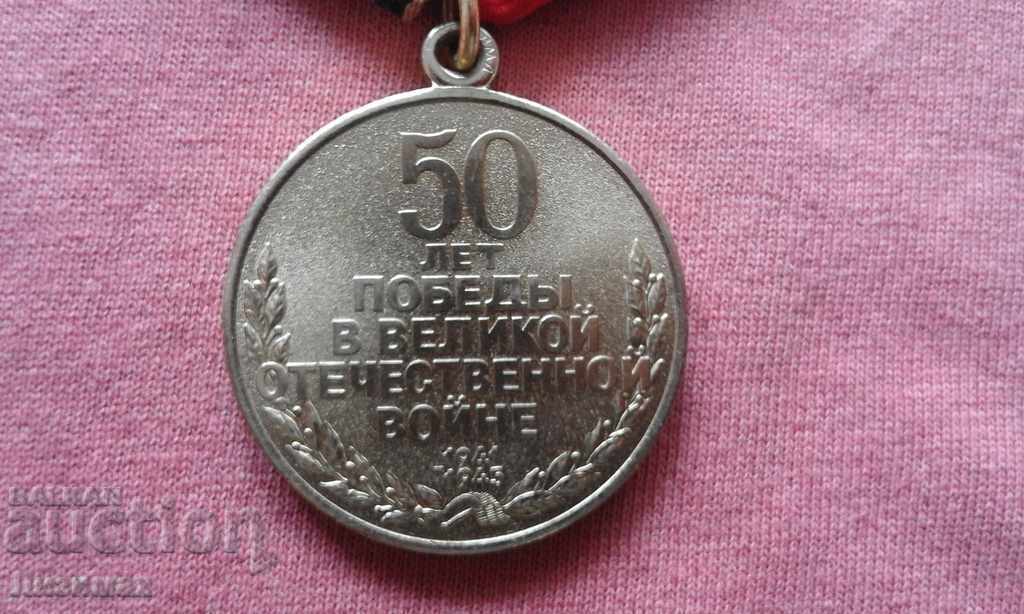 50
ЛЕТ
ПОБЕДЫ
В ВЕЛИКОЙ
ОТЕЧЕСТВЕННОЙ
ВОЙНЕ
1941
-1945
BALKAN
auction